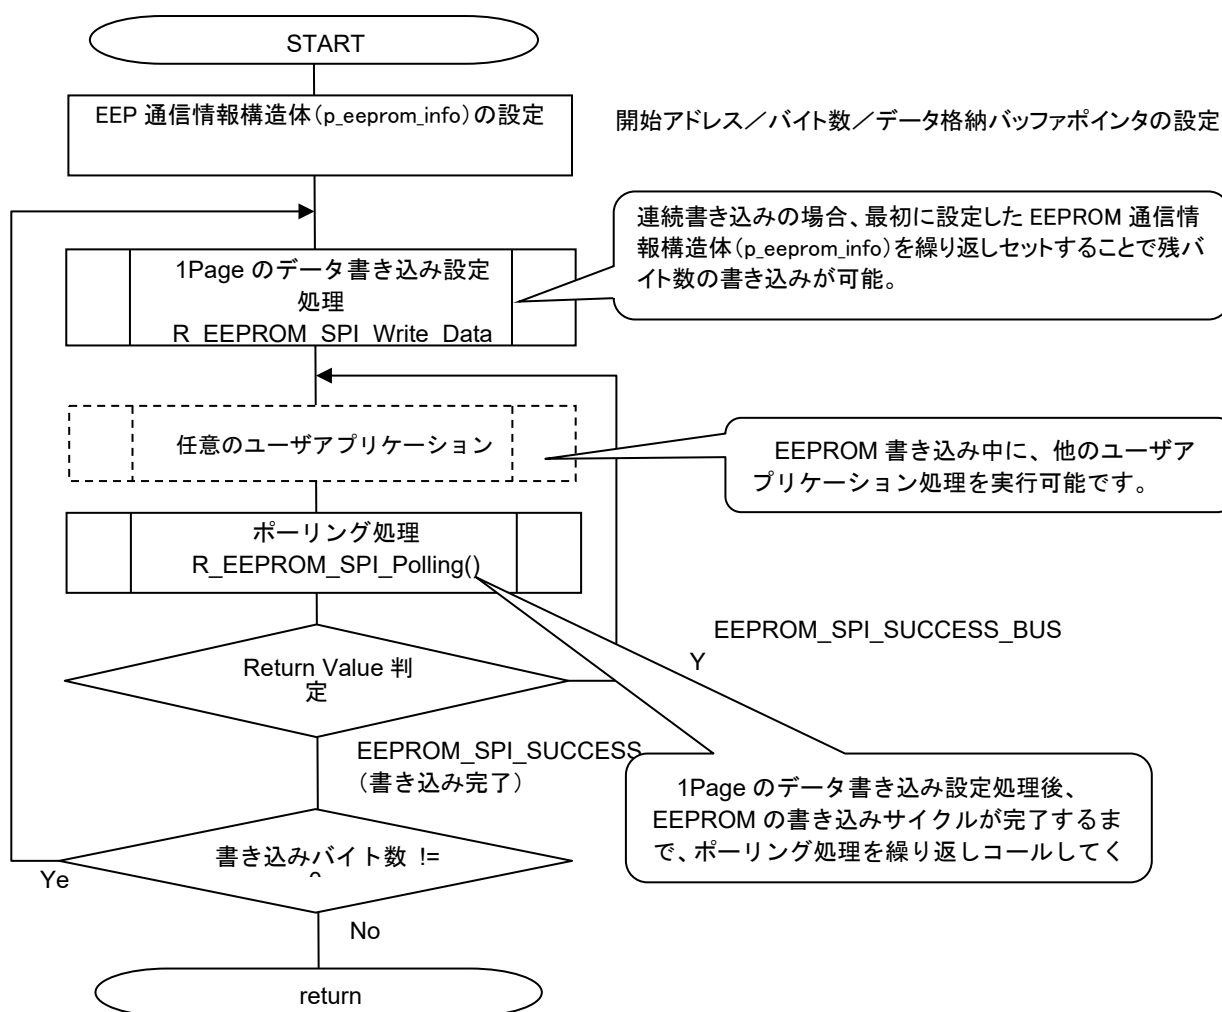 START
EEP 通信情報構造体(p_eeprom_info)の設定
開始アドレス/バイト数/データ格納バッファポインタの設定
連続書き込みの場合、最初に設定した EEPROM 通信情
報構造体(p_eeprom_info)を繰り返しセットすることで残バ
イト数の書き込みが可能。
1Page のデータ書き込み設定
処理
R_EEPROM_SPI_Write_Data
任意のユーザアプリケーション
EEPROM 書き込み中に、他のユーザア
プリケーション処理を実行可能です。
ポーリング処理
R_EEPROM_SPI_Polling()
EEPROM_SPI_SUCCESS_BUS
Y
Return Value 判
定
EEPROM_SPI_SUCCESS
(書き込み完了)
1Page のデータ書き込み設定処理後、
EEPROM の書き込みサイクルが完了するま
で、ポーリング処理を繰り返しコールしてく
書き込みバイト数 !=
Ye
No
return